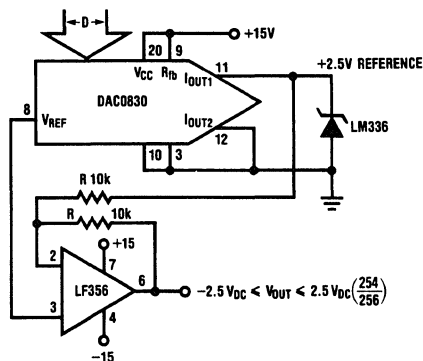 D
+15V
20 9
VCC Rfb
11
IOUT1
+2.5V REFERENCE
8
VREF
DAC0830
IOUT2
12
LM336
10 3
R 10k
R 10k
+15
2
7
LF356
6
−2.5 VDC ⩽ VOUT ⩽ 2.5 VDC(254/256)
3
4
−15